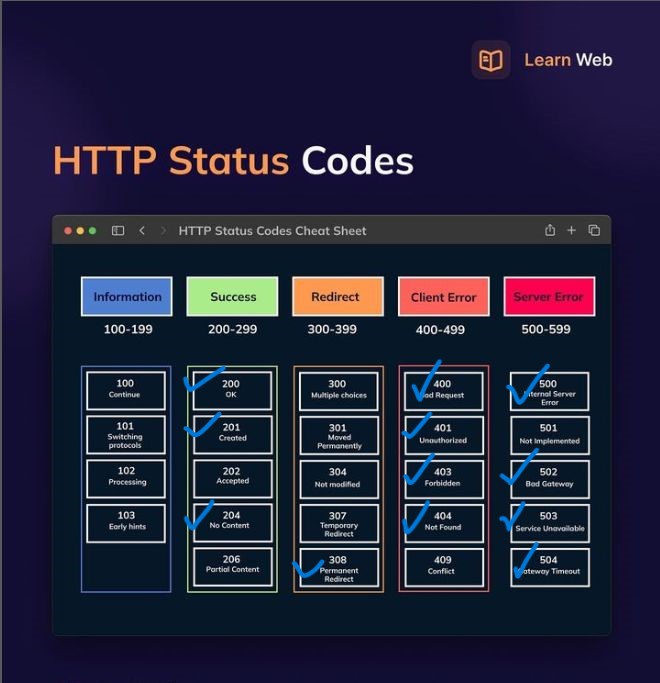 Learn Web
HTTP Status Codes
HTTP Status Codes Cheat Sheet
Information
100-199
100
Continue
101
Switching
protocols
102
Processing
103
Early hints
Success
200-299
200
OK
201
Created
202
Accepted
204
No Content
206
Partial Content
Redirect
300-399
300
Multiple choices
301
Moved
Permanently
304
Not modified
307
Temporary
Redirect
308
Permanent
Redirect
Client Error
400-499
400
Bad Request
401
Unauthorized
403
Forbidden
404
Not Found
409
Conflict
Server Error
500-599
500
Internal Server
Error
501
Not Implemented
502
Bad Gateway
503
Service Unavailable
504
Gateway Timeout